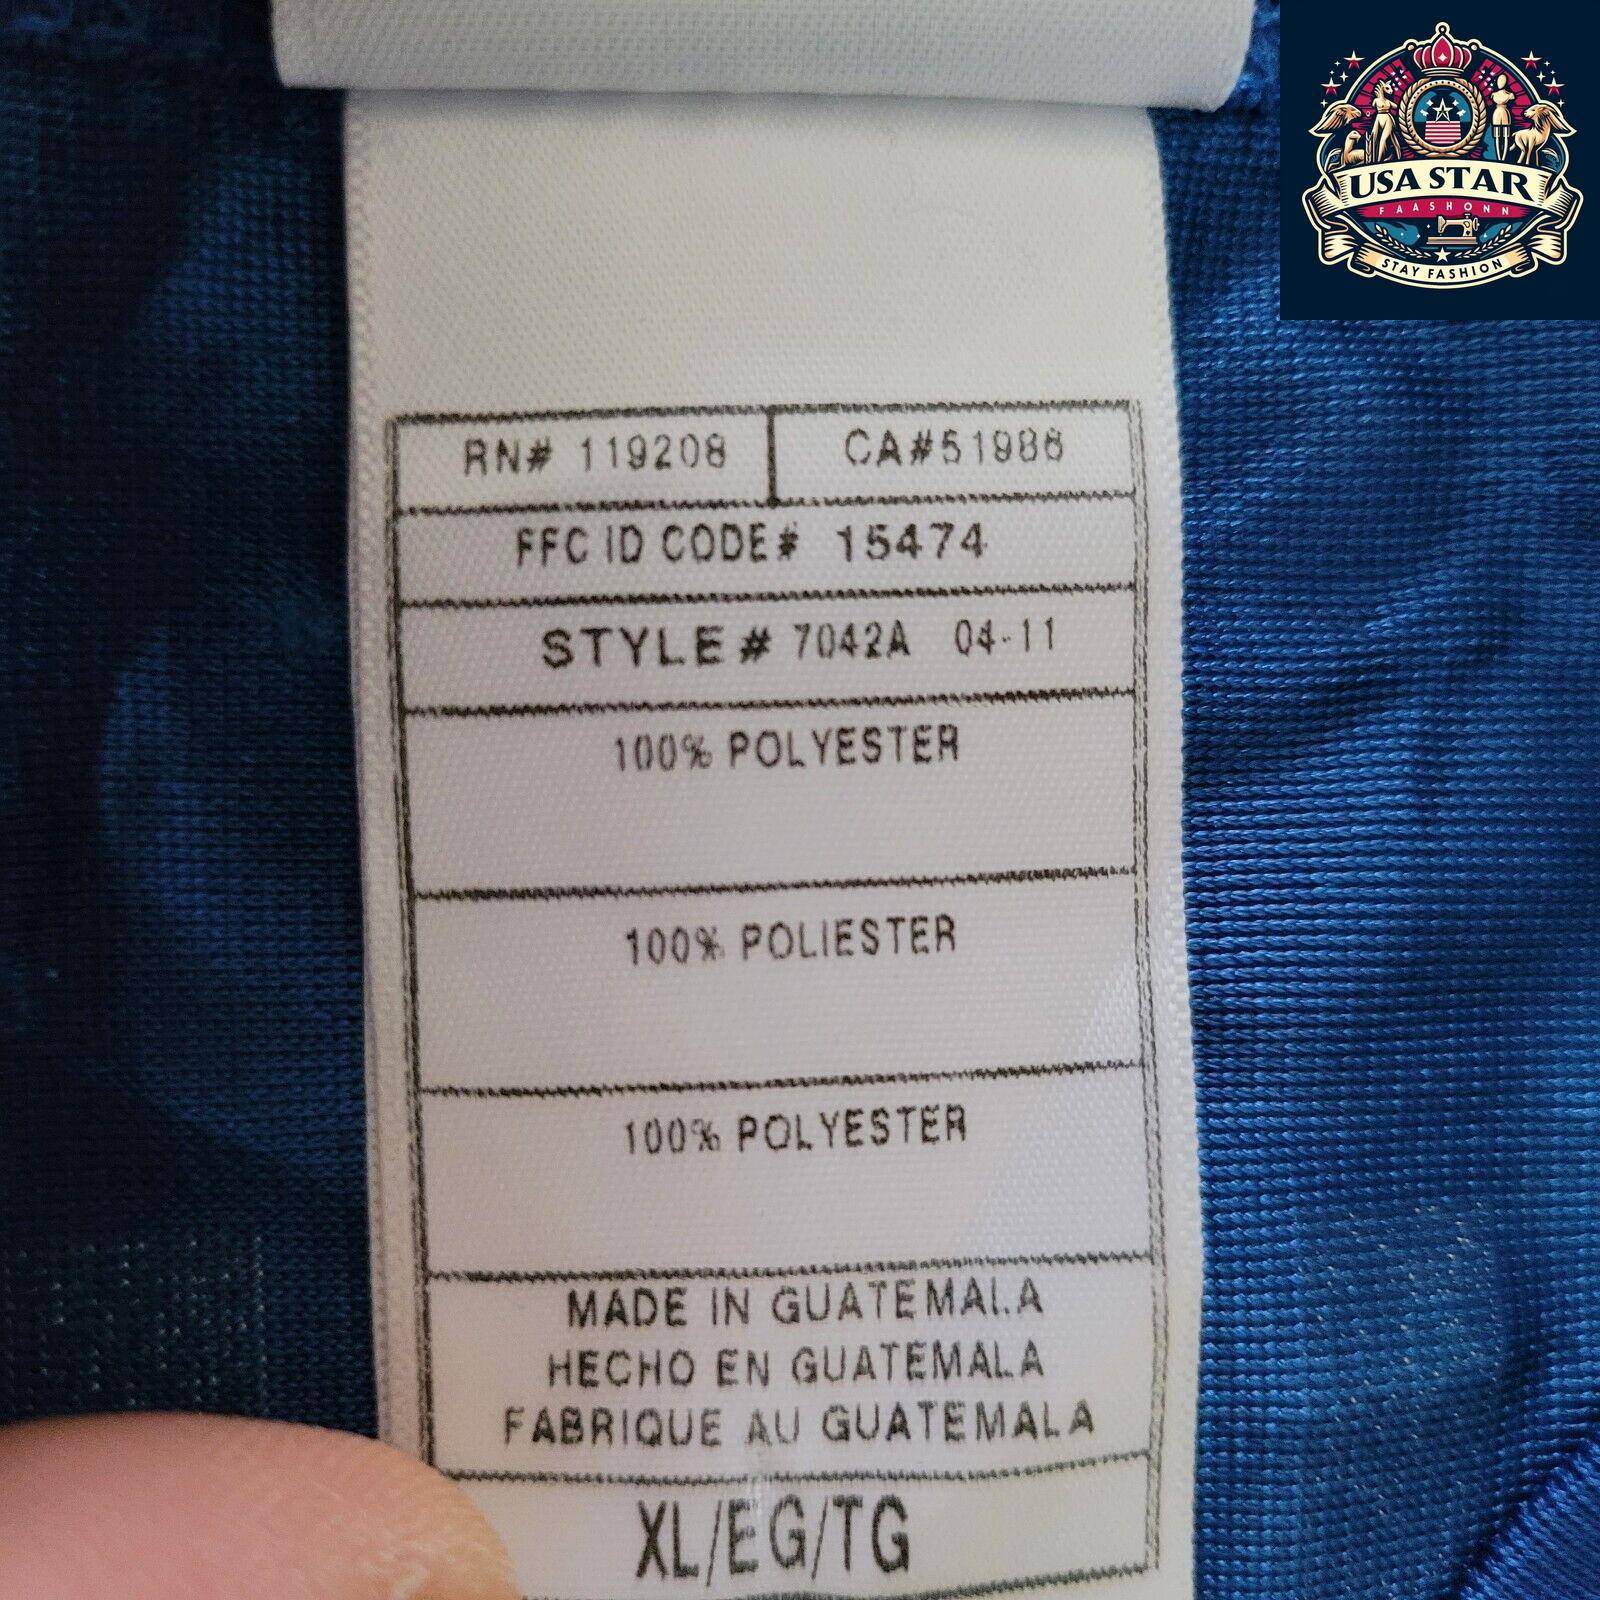 USA STAR
FAASHONN
STAY FASHION
RN# 119208
CA#51988
FFC ID CODE# 15474
STYLE# 7042A 04-11
100% POLYESTER
100% POLIESTER
100% POLYESTER
MADE IN GUATEMALA
HECHO EN GUATEMALA
FABRIQUE AU GUATEMALA
XL/EG/TG